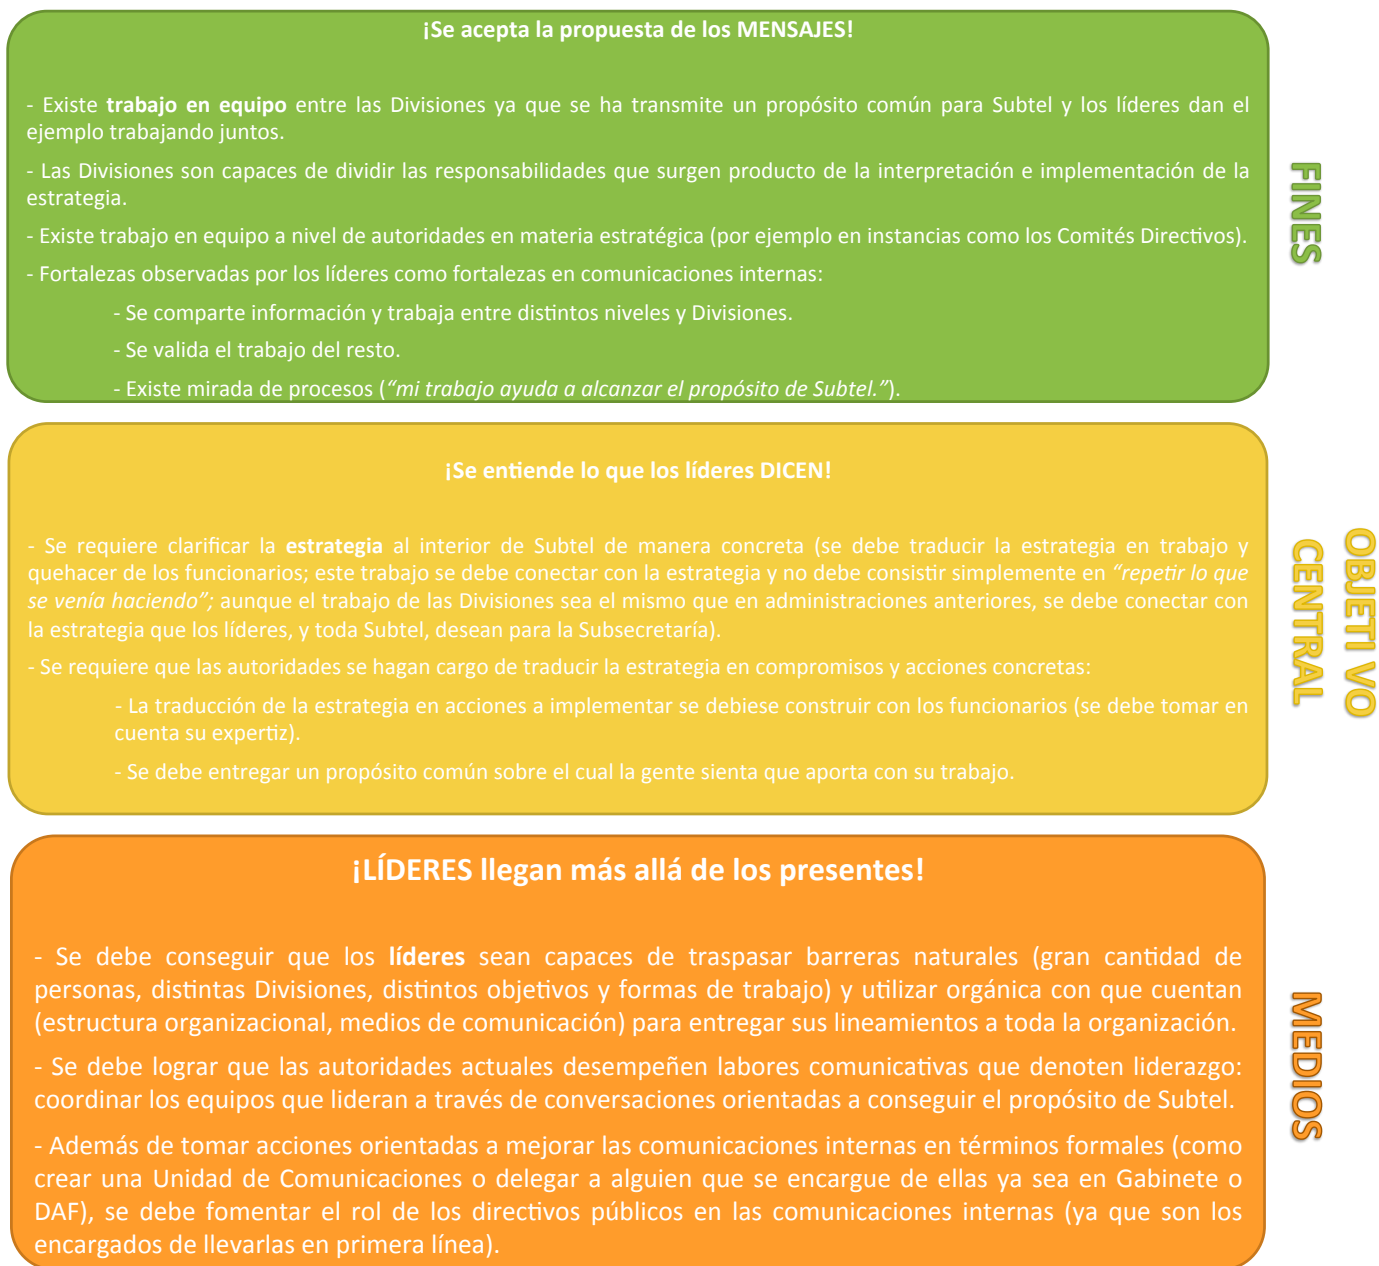 ¡Se acepta la propuesta de los MENSAJES!
- Existe trabajo en equipo entre las Divisiones ya que se ha transmite un propósito común para Subtel y los líderes dan el
ejemplo trabajando juntos.
- Las Divisiones son capaces de dividir las responsabilidades que surgen producto de la interpretación e implementación de la
estrategia.
- Existe trabajo en equipo a nivel de autoridades en materia estratégica (por ejemplo en instancias como los Comités Directivos).
- Fortalezas observadas por los líderes como fortalezas en comunicaciones internas:
- Se comparte información y trabaja entre distintos niveles y Divisiones.
- Se valida el trabajo del resto.
- Existe mirada de procesos (“mi trabajo ayuda a alcanzar el propósito de Subtel.”).
FINES
¡Se entiende lo que los líderes DICEN!
- Se requiere clarificar la estrategia al interior de Subtel de manera concreta (se debe traducir la estrategia en trabajo y
quehacer de los funcionarios; este trabajo se debe conectar con la estrategia y no debe consistir simplemente en “repetir lo que
se venía haciendo”; aunque el trabajo de las Divisiones sea el mismo que en administraciones anteriores, se debe conectar con
la estrategia que los líderes, y toda Subtel, desean para la Subsecretaría).
- Se requiere que las autoridades se hagan cargo de traducir la estrategia en compromisos y acciones concretas:
- La traducción de la estrategia en acciones a implementar se debiese construir con los funcionarios (se debe tomar en
cuenta su expertiz).
- Se debe entregar un propósito común sobre el cual la gente sienta que aporta con su trabajo.
OBJETI VO
CENTRAL
¡LÍDERES llegan más allá de los presentes!
- Se debe conseguir que los líderes sean capaces de traspasar barreras naturales (gran cantidad de
personas, distintas Divisiones, distintos objetivos y formas de trabajo) y utilizar orgánica con que cuentan
(estructura organizacional, medios de comunicación) para entregar sus lineamientos a toda la organización.
- Se debe lograr que las autoridades actuales desempeñen labores comunicativas que denoten liderazgo:
coordinar los equipos que lideran a través de conversaciones orientadas a conseguir el propósito de Subtel.
- Además de tomar acciones orientadas a mejorar las comunicaciones internas en términos formales (como
crear una Unidad de Comunicaciones o delegar a alguien que se encargue de ellas ya sea en Gabinete o
DAF), se debe fomentar el rol de los directivos públicos en las comunicaciones internas (ya que son los
encargados de llevarlas en primera línea).
MEDIOS